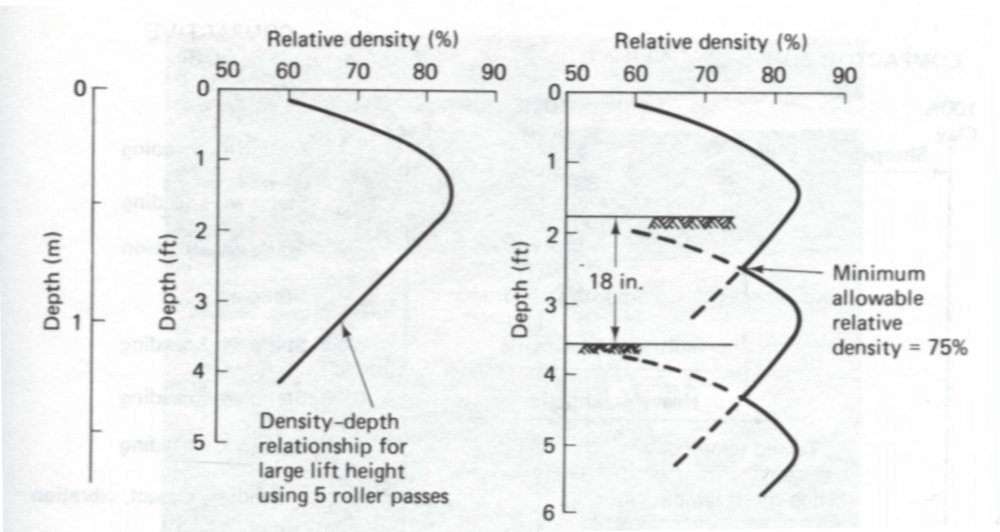 Relative density (%)
50 60 70 80 90
0
1
Depth (m)
0
1
2
3
4
5
Depth (ft)
Density–depth
relationship for
large lift height
using 5 roller passes
Relative density (%)
50 60 70 80 90
0
1
2
3
4
5
6
Depth (ft)
18 in.
Minimum
allowable
relative
density = 75%